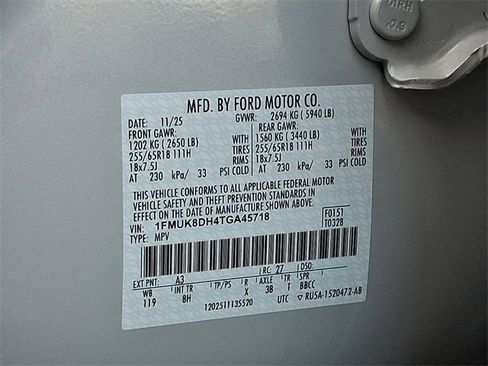 MFD. BY FORD MOTOR CO.
DATE: 11/25 GVWR: 2694 KG ( 5940 LB)
FRONT GAWR: REAR GAWR:
1202 KG ( 2650 LB) WITH 1560 KG ( 3440 LB) WITH
255/65R18 111H TIRES 255/65R18 111H TIRES
18x7.5J RIMS 18x7.5J RIMS
AT 230 kPa/ 33 PSI COLD AT 230 kPa/ 33 PSI COLD
THIS VEHICLE CONFORMS TO ALL APPLICABLE FEDERAL MOTOR
VEHICLE SAFETY AND THEFT PREVENTION STANDARDS IN
EFFECT ON THE DATE OF MANUFACTURE SHOWN ABOVE.
VIN: 1FMUK8DH4TGA45718 F0151
TYPE: MPV T0328
EXT PNT: A3 RC: 27
WB INT TR TP/PS R AXLE TR SPR
119 8H X 3B T BBCC
1202511135520 UTC ▽ RU5A-1520472-AB